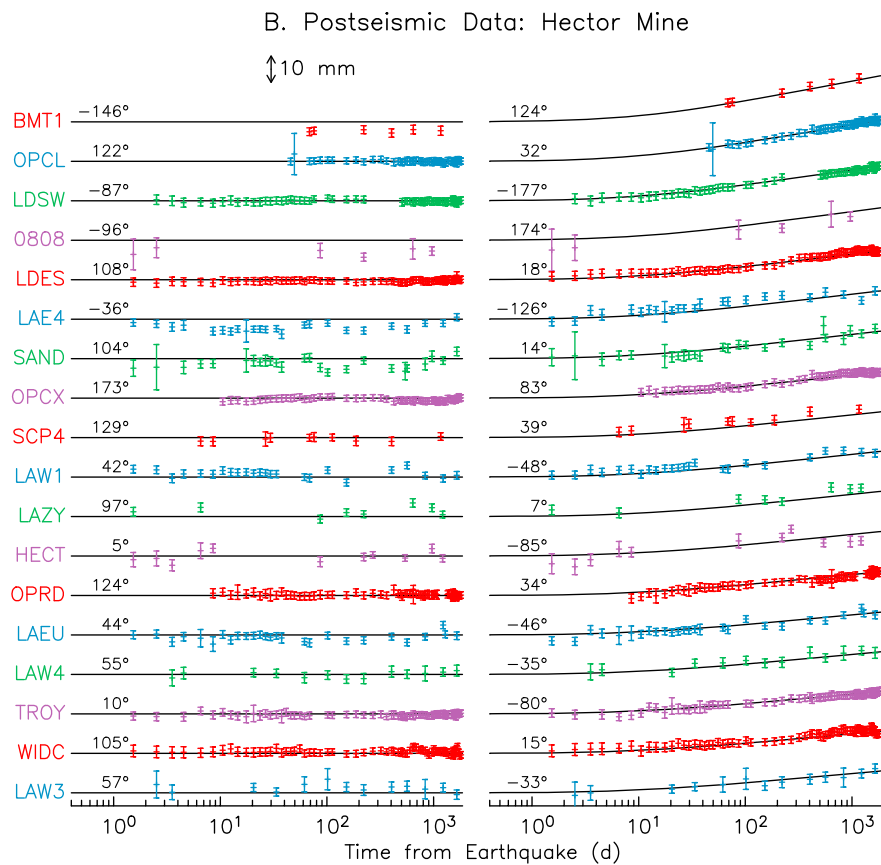 B. Postseismic Data: Hector Mine
10 mm
BMT1 −146° 124°
OPCL 122° 32°
LDSW −87° −177°
0808 −96° 174°
LDES 108° 18°
LAE4 −36° −126°
SAND 104° 14°
OPCX 173° 83°
SCP4 129° 39°
LAW1 42° −48°
LAZY 97° 7°
HECT 5° −85°
OPRD 124° 34°
LAEU 44° −46°
LAW4 55° −35°
TROY 10° −80°
WIDC 105° 15°
LAW3 57° −33°
10⁰ 10¹ 10² 10³ 10⁰ 10¹ 10² 10³
Time from Earthquake (d)